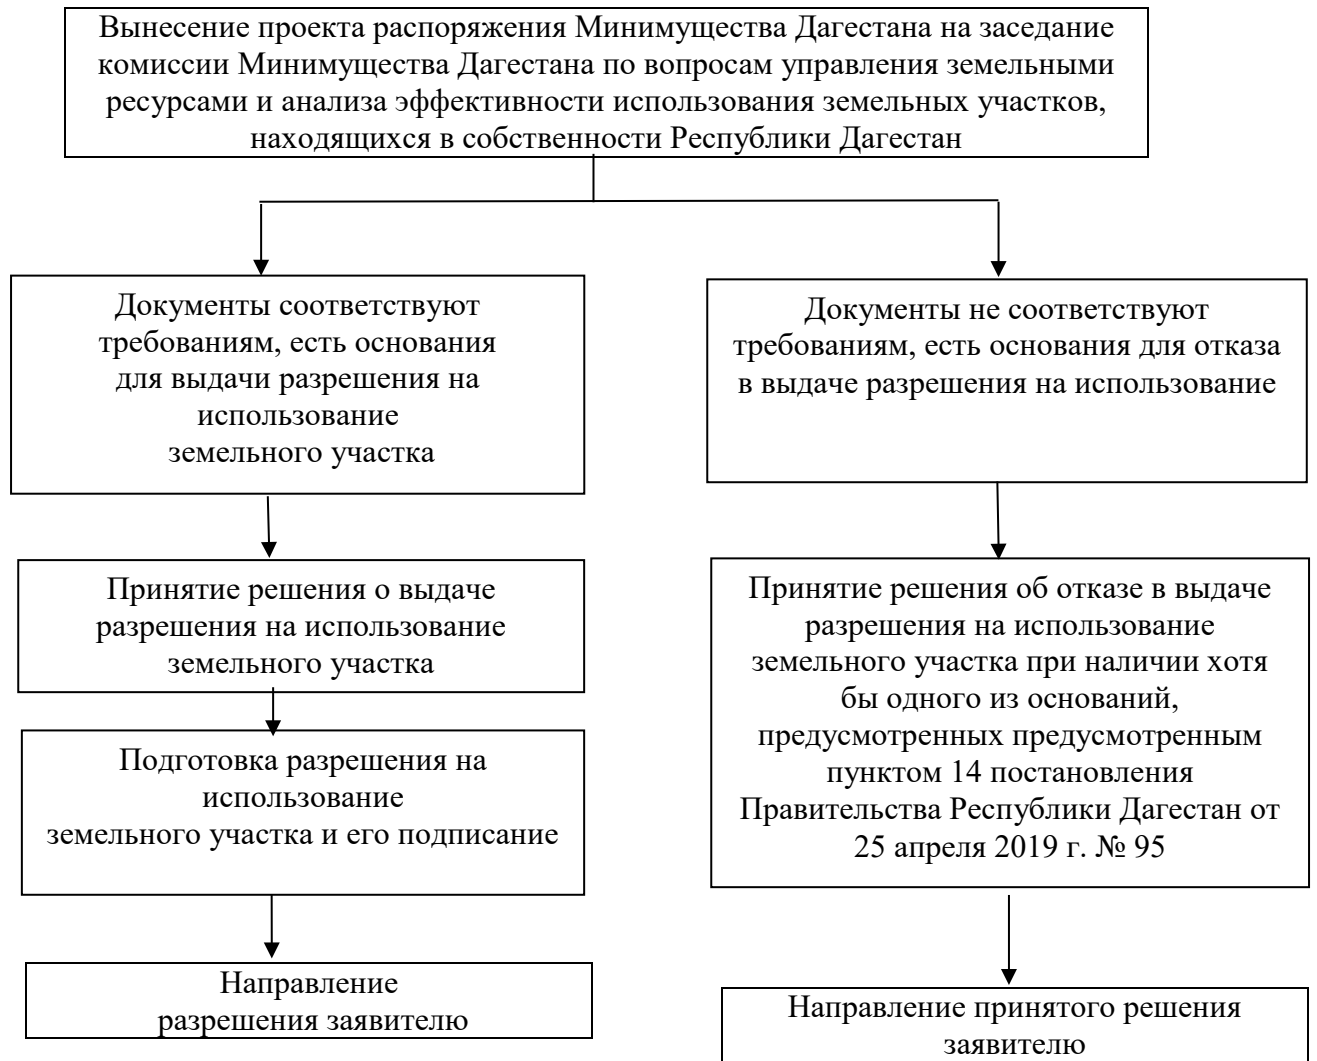 Вынесение проекта распоряжения Минимущества Дагестана на заседание
комиссии Минимущества Дагестана по вопросам управления земельными
ресурсами и анализа эффективности использования земельных участков,
находящихся в собственности Республики Дагестан
Документы соответствуют
требованиям, есть основания
для выдачи разрешения на
использование
земельного участка
Документы не соответствуют
требованиям, есть основания для отказа
в выдаче разрешения на использование
Принятие решения о выдаче
разрешения на использование
земельного участка
Принятие решения об отказе в выдаче
разрешения на использование
земельного участка при наличии хотя
бы одного из оснований,
предусмотренных предусмотренным
пунктом 14 постановления
Правительства Республики Дагестан от
25 апреля 2019 г. № 95
Подготовка разрешения на
использование
земельного участка и его подписание
Направление
разрешения заявителю
Направление принятого решения
заявителю